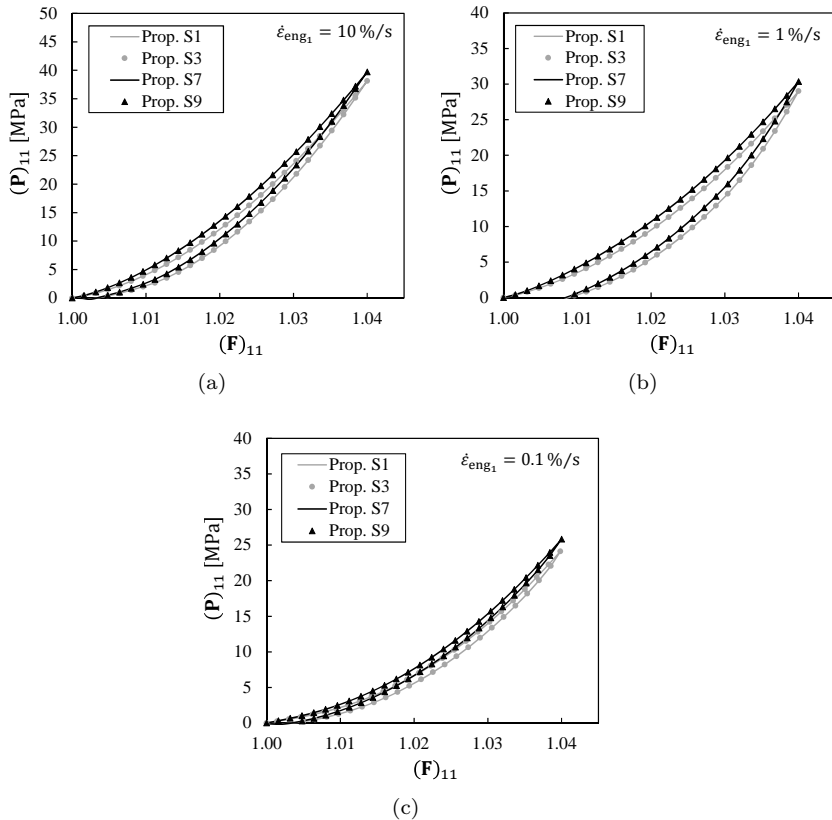 50
45
40
35
30
25
20
15
10
5
0
(P)₁₁ [MPa]
Prop. S1
Prop. S3
Prop. S7
Prop. S9
ε̇eng₁ = 10 %/s
1.00 1.01 1.02 1.03 1.04
(F)₁₁
(a)
40
35
30
25
20
15
10
5
0
(P)₁₁ [MPa]
Prop. S1
Prop. S3
Prop. S7
Prop. S9
ε̇eng₁ = 1 %/s
1.00 1.01 1.02 1.03 1.04
(F)₁₁
(b)
40
35
30
25
20
15
10
5
0
(P)₁₁ [MPa]
Prop. S1
Prop. S3
Prop. S7
Prop. S9
ε̇eng₁ = 0.1 %/s
1.00 1.01 1.02 1.03 1.04
(F)₁₁
(c)